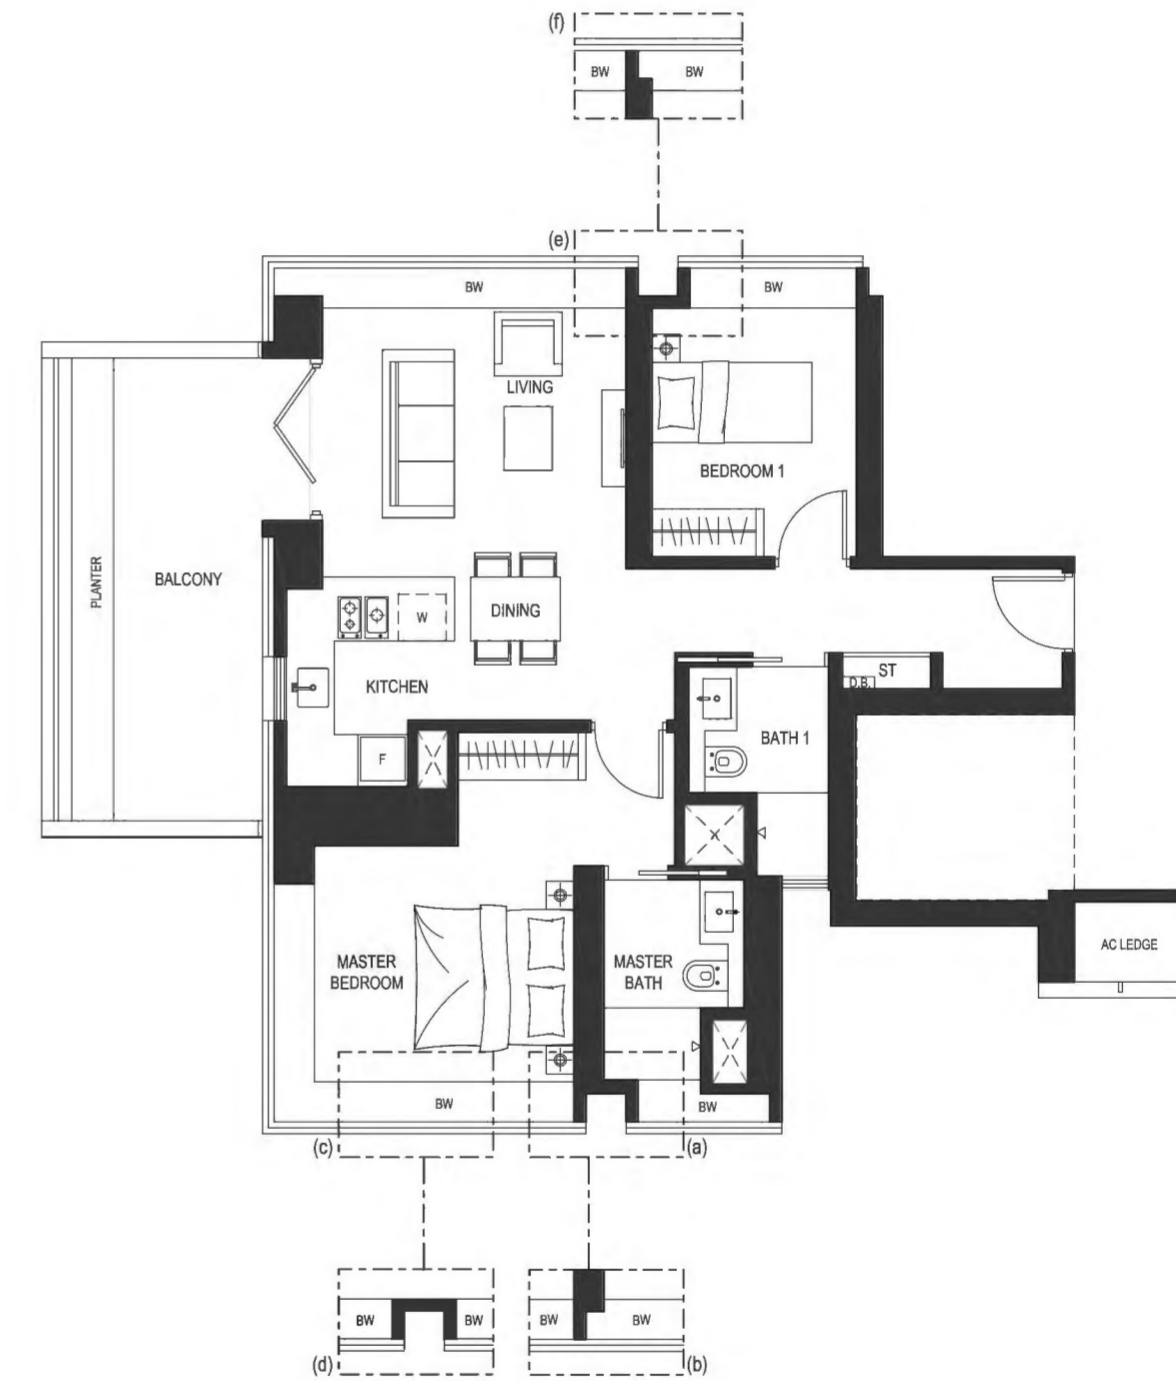 (f)
BW
BW
(e)
BW
BW
LIVING
BEDROOM 1
PLANTER
BALCONY
W
DINING
ST
D.B.
KITCHEN
F
BATH 1
MASTER
BEDROOM
MASTER
BATH
AC LEDGE
BW
BW
(c)
(a)
BW
BW
BW
BW
(d)
(b)